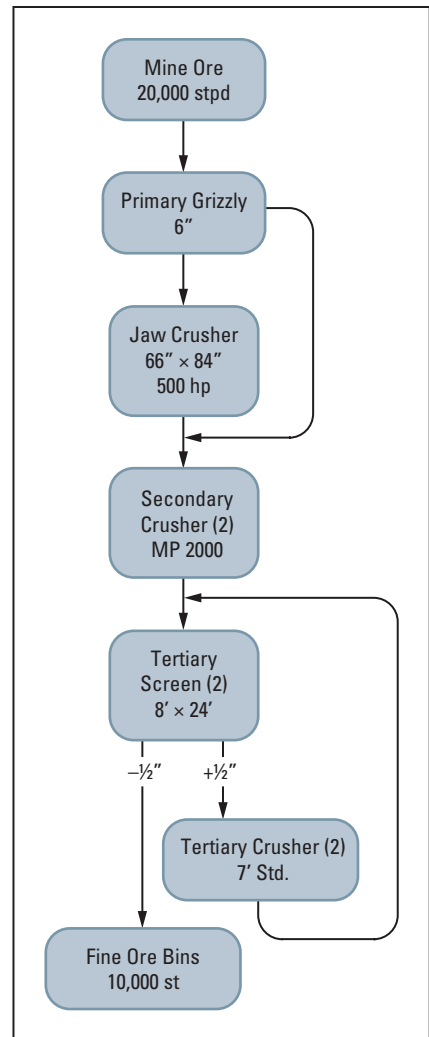 Mine Ore
20,000 stpd
Primary Grizzly
6”
Jaw Crusher
66” × 84”
500 hp
Secondary
Crusher (2)
MP 2000
Tertiary
Screen (2)
8’ × 24’
–½”
+½”
Tertiary Crusher (2)
7’ Std.
Fine Ore Bins
10,000 st